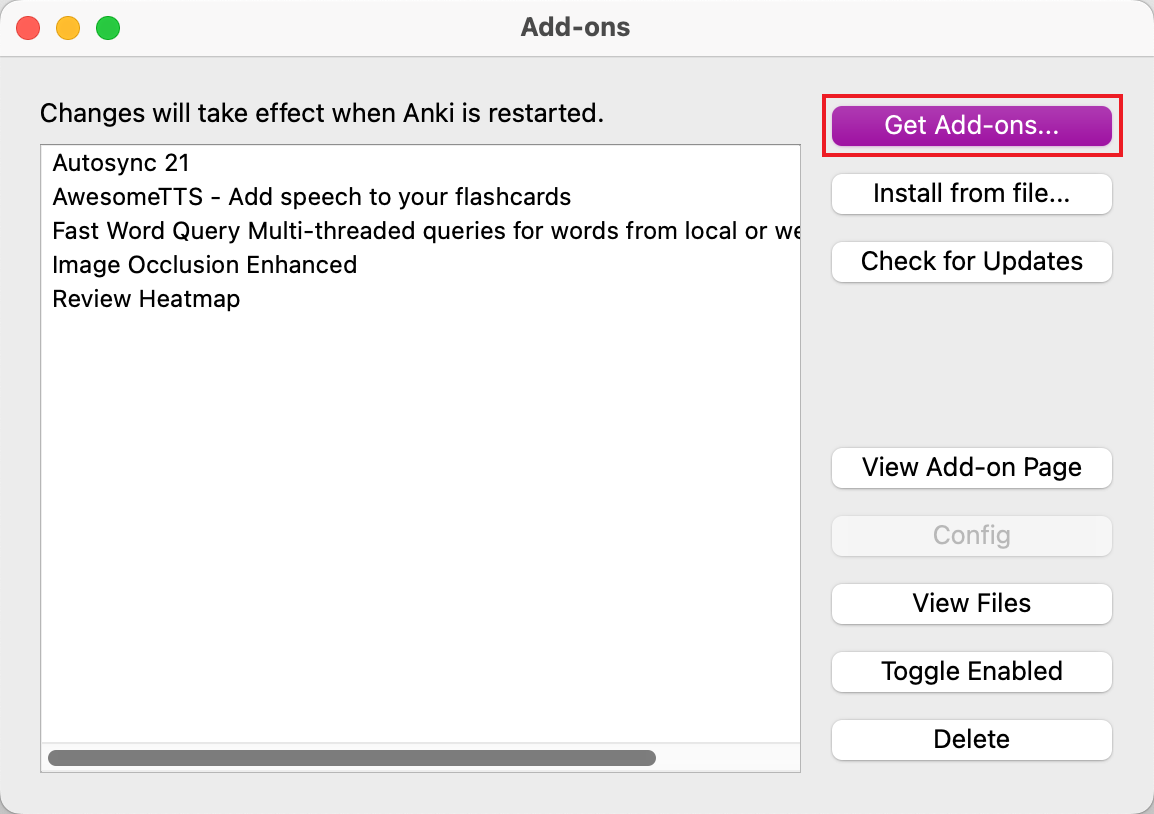 Add-ons
Changes will take effect when Anki is restarted.
Autosync 21
AwesomeTTS - Add speech to your flashcards
Fast Word Query Multi-threaded queries for words from local or we
Image Occlusion Enhanced
Review Heatmap
Get Add-ons...
Install from file...
Check for Updates
View Add-on Page
Config
View Files
Toggle Enabled
Delete